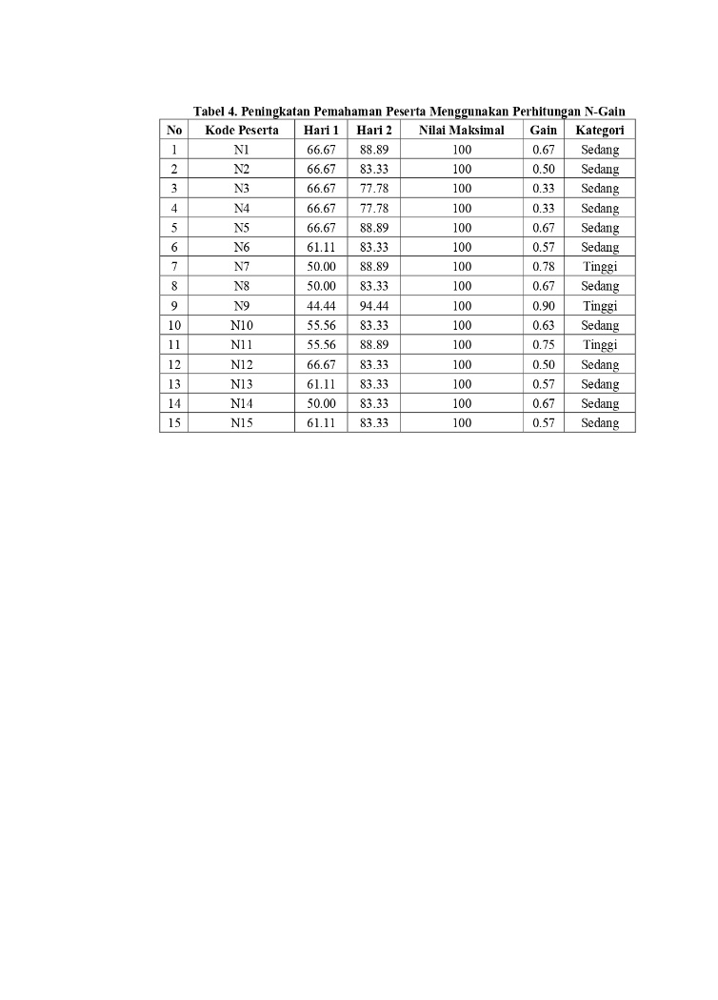 Tabel 4. Peningkatan Pemahaman Peserta Menggunakan Perhitungan N-Gain
No Kode Peserta Hari 1 Hari 2 Nilai Maksimal Gain Kategori
1 N1 66.67 88.89 100 0.67 Sedang
2 N2 66.67 83.33 100 0.50 Sedang
3 N3 66.67 77.78 100 0.33 Sedang
4 N4 66.67 77.78 100 0.33 Sedang
5 N5 66.67 88.89 100 0.67 Sedang
6 N6 61.11 83.33 100 0.57 Sedang
7 N7 50.00 88.89 100 0.78 Tinggi
8 N8 50.00 83.33 100 0.67 Sedang
9 N9 44.44 94.44 100 0.90 Tinggi
10 N10 55.56 83.33 100 0.63 Sedang
11 N11 55.56 88.89 100 0.75 Tinggi
12 N12 66.67 83.33 100 0.50 Sedang
13 N13 61.11 83.33 100 0.57 Sedang
14 N14 50.00 83.33 100 0.67 Sedang
15 N15 61.11 83.33 100 0.57 Sedang